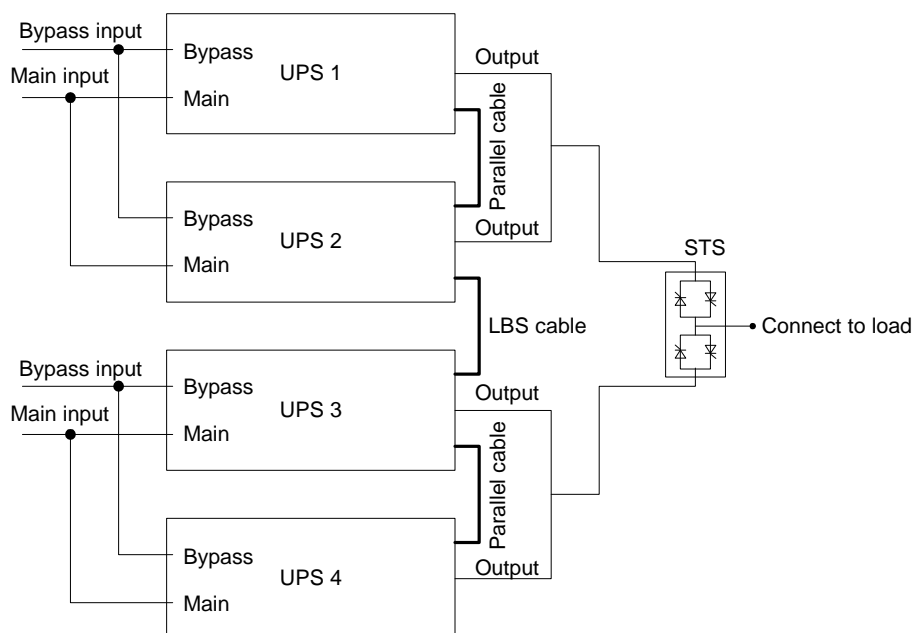 Bypass input
Bypass
UPS 1
Output
Main input
Main
Parallel cable
Bypass
UPS 2
Output
Main
STS
LBS cable
Connect to load
Bypass input
Bypass
UPS 3
Output
Main input
Main
Parallel cable
Bypass
UPS 4
Output
Main